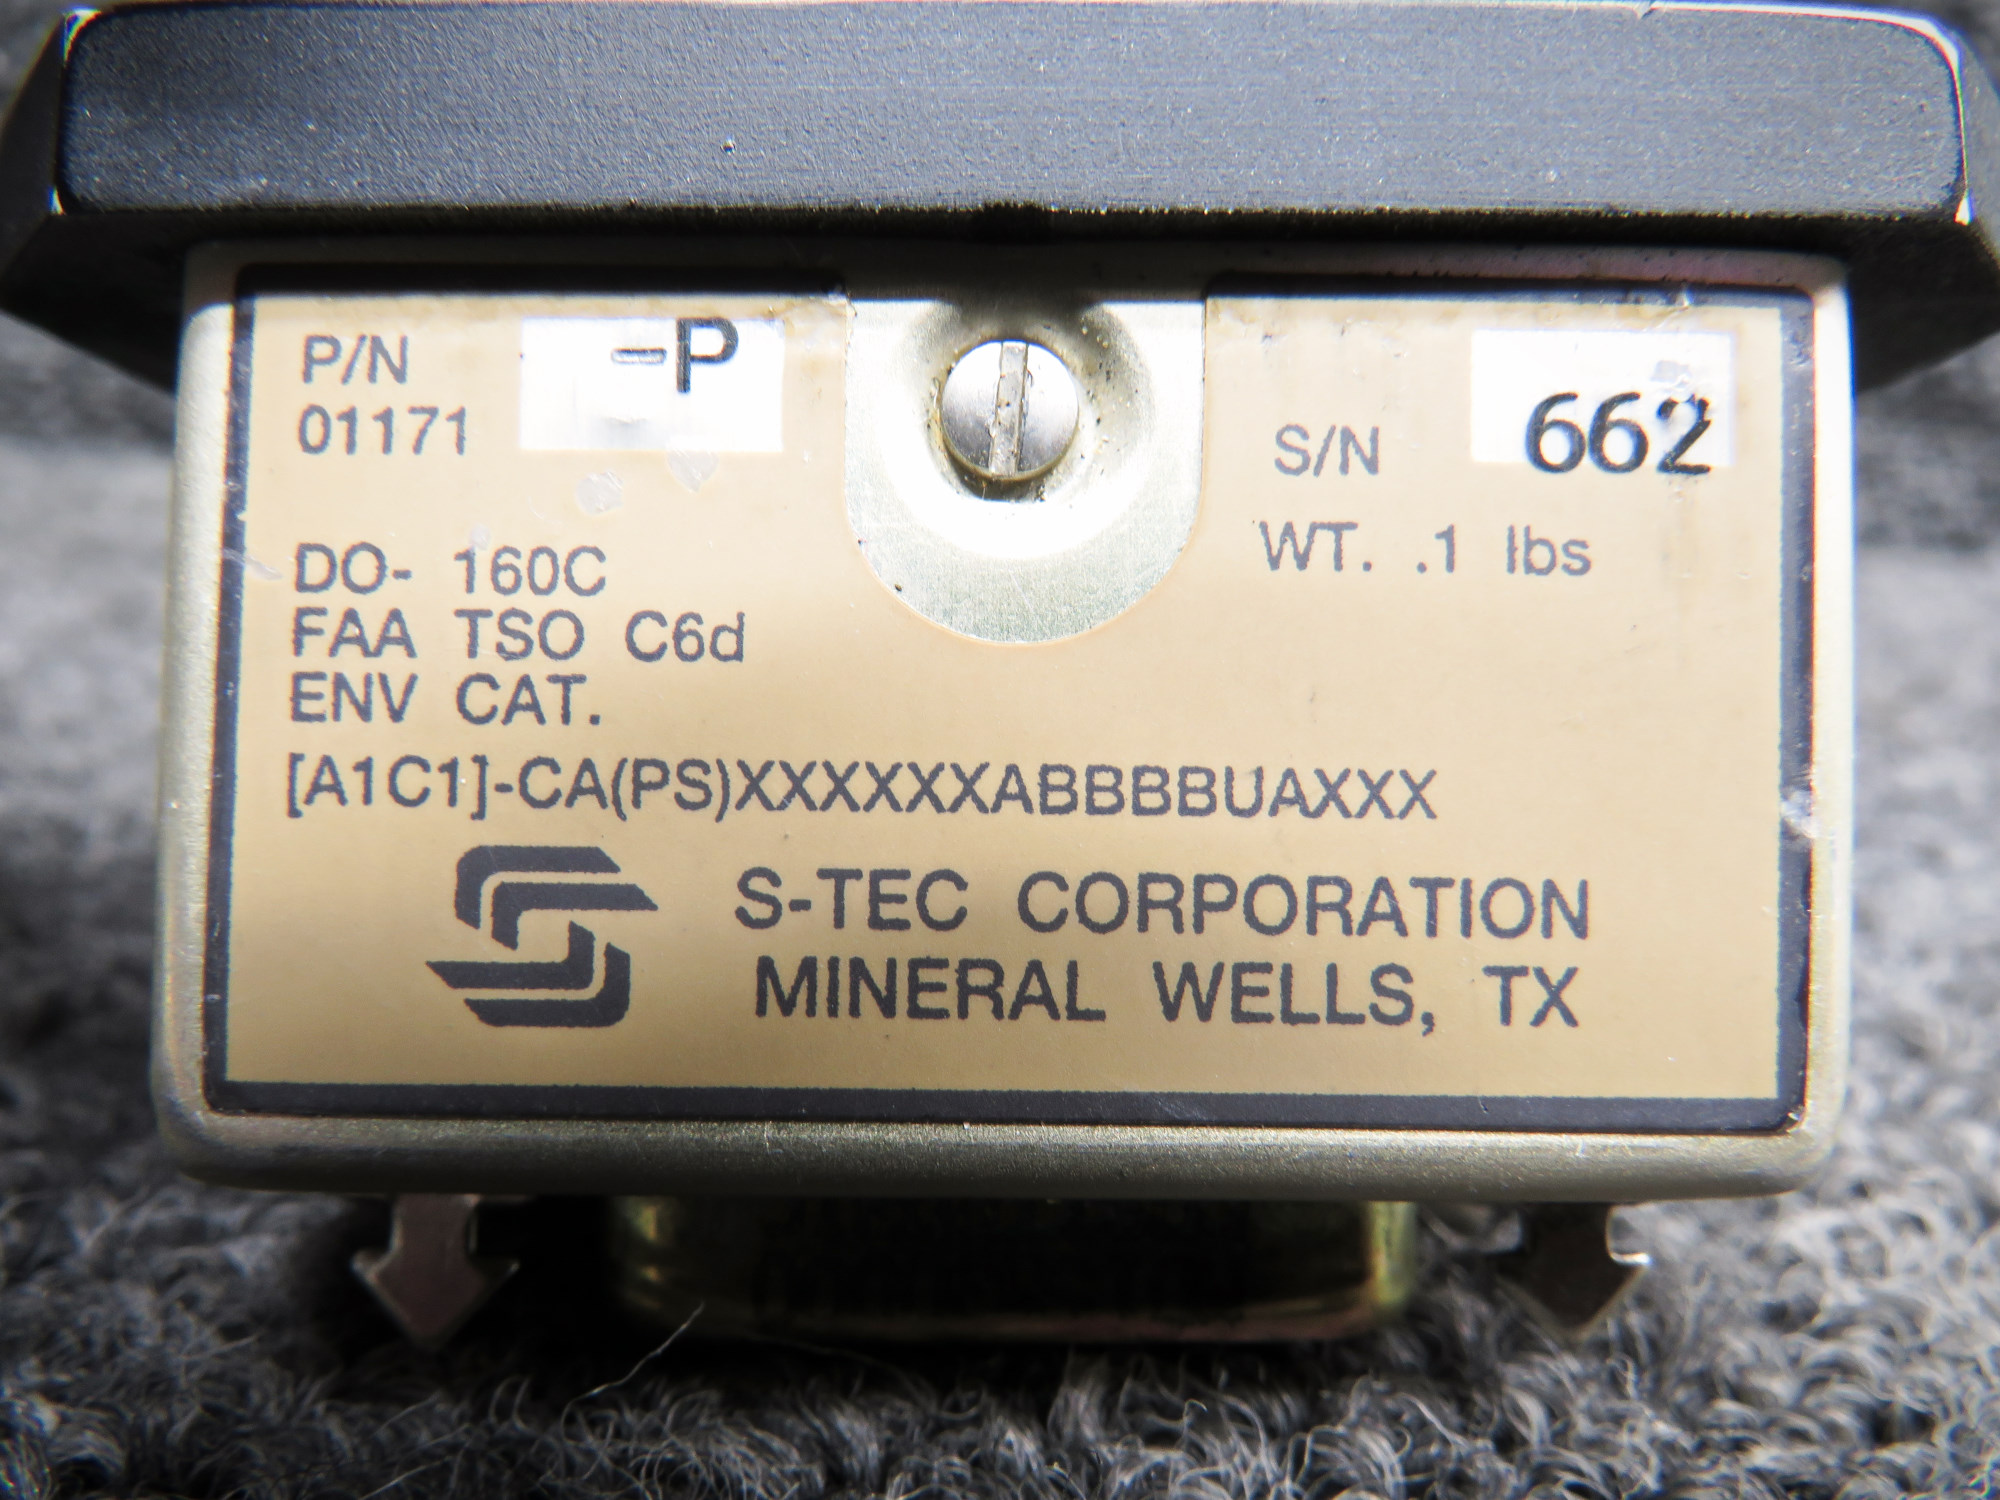 P/N -P
01171
S/N 662
WT. .1 lbs
DO- 160C
FAA TSO C6d
ENV CAT.
[A1C1]-CA(PS)XXXXXXABBBBUAXXX
S-TEC CORPORATION
MINERAL WELLS, TX